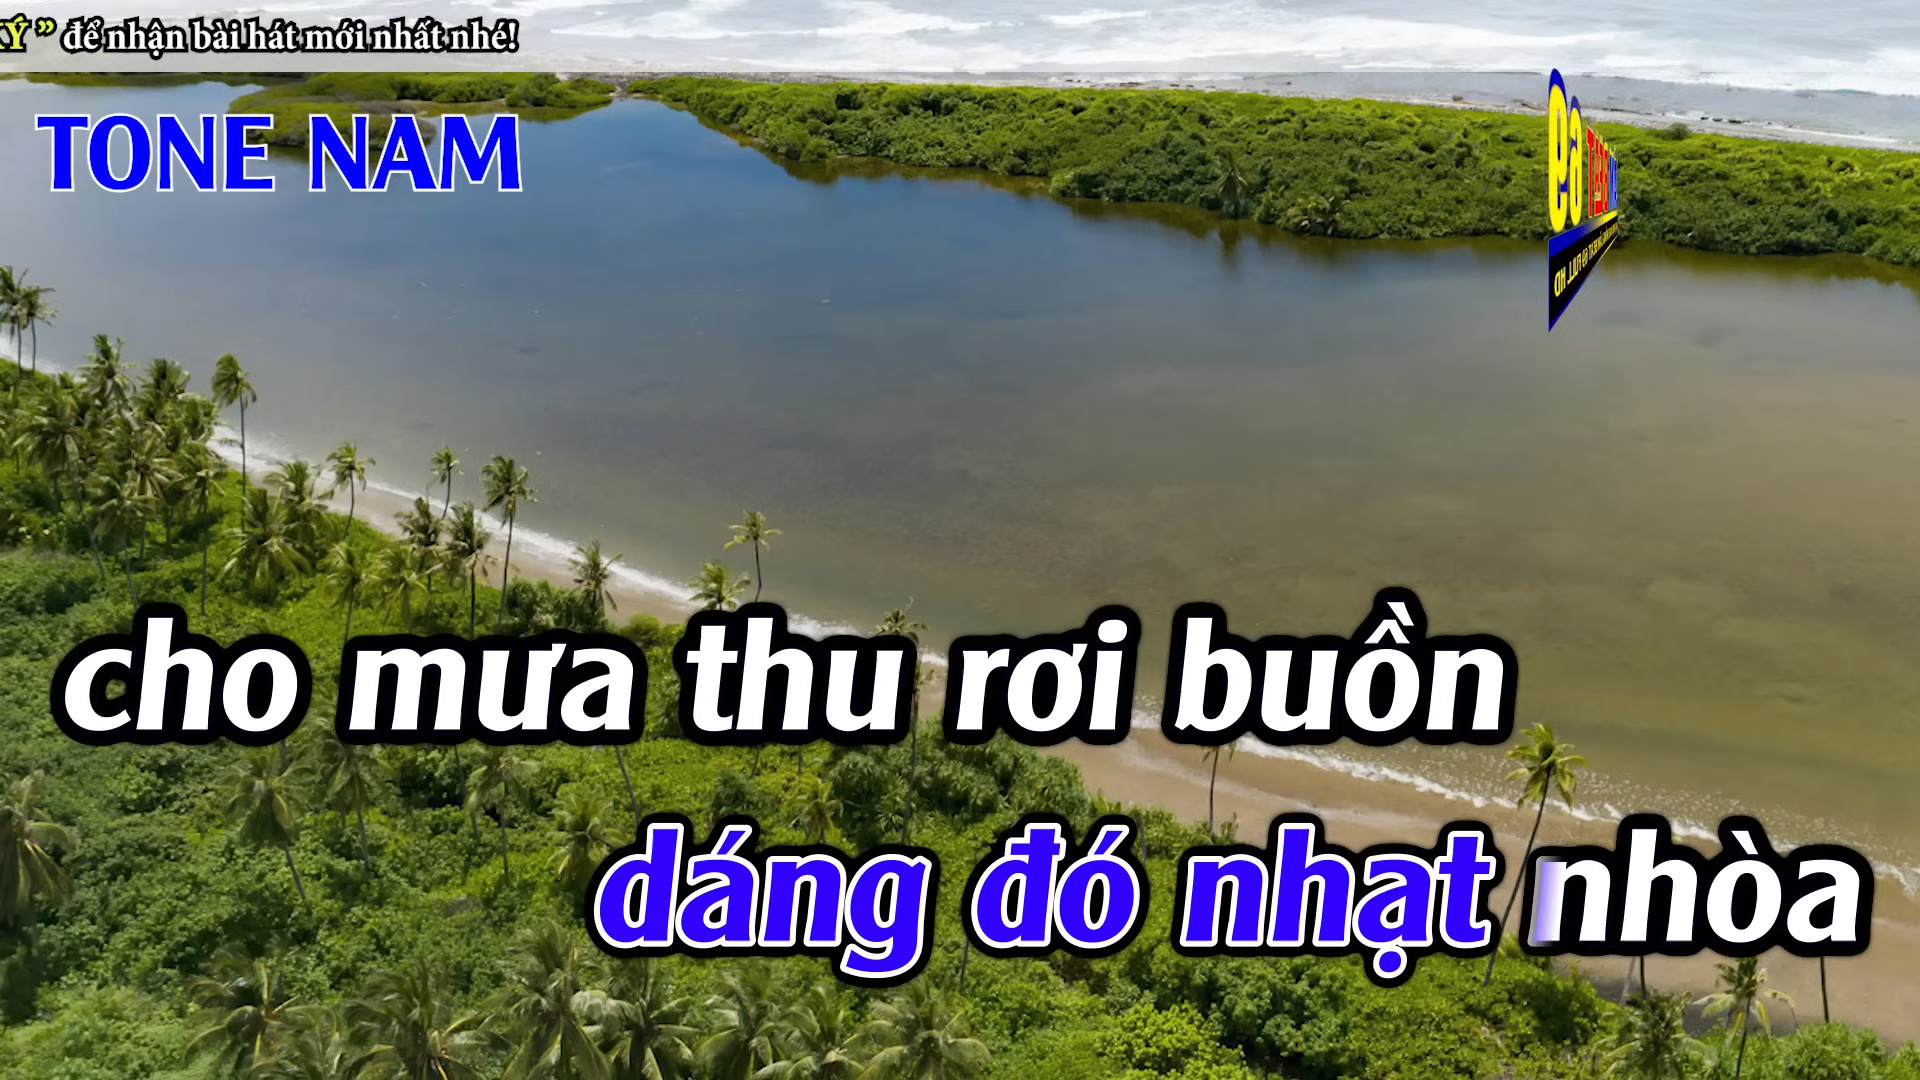 Ý ” để nhận bài hát mới nhất nhé!
TONE NAM
cho mưa thu rơi buồn
dáng đó nhạt nhòa